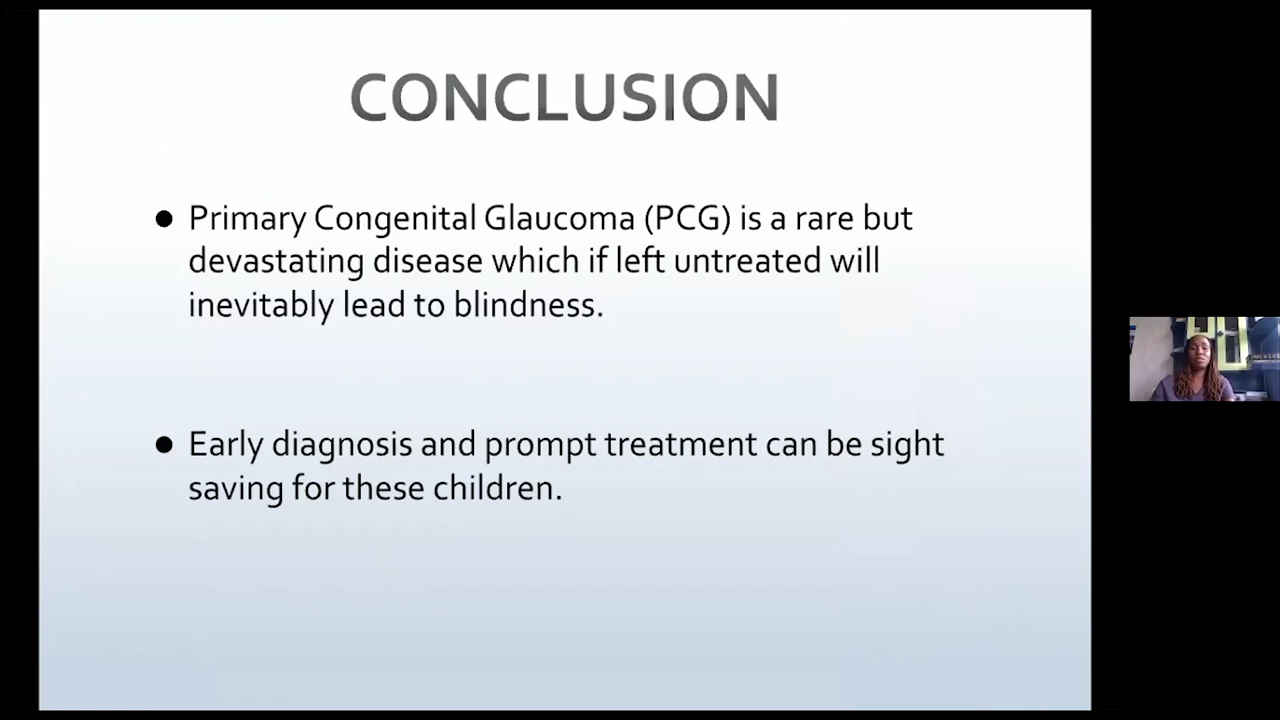 CONCLUSION
● Primary Congenital Glaucoma (PCG) is a rare but
devastating disease which if left untreated will
inevitably lead to blindness.
● Early diagnosis and prompt treatment can be sight
saving for these children.